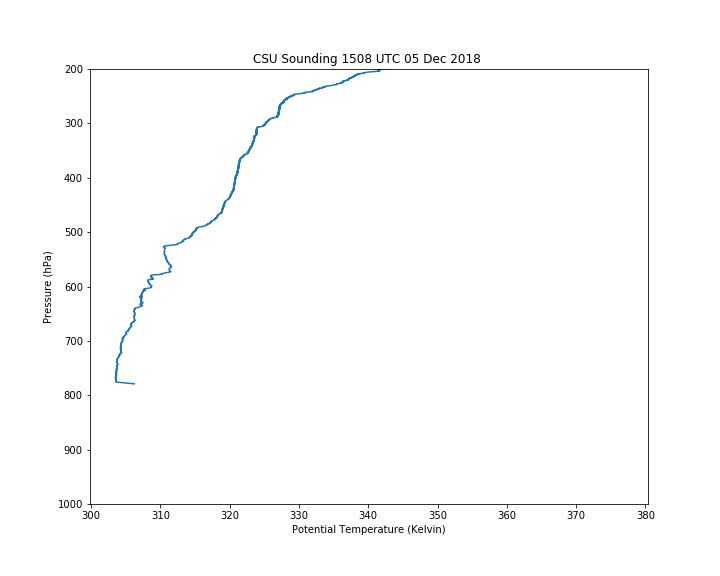 CSU Sounding 1508 UTC 05 Dec 2018
200
300
400
500
600
700
800
900
1000
Pressure (hPa)
300 310 320 330 340 350 360 370 380
Potential Temperature (Kelvin)